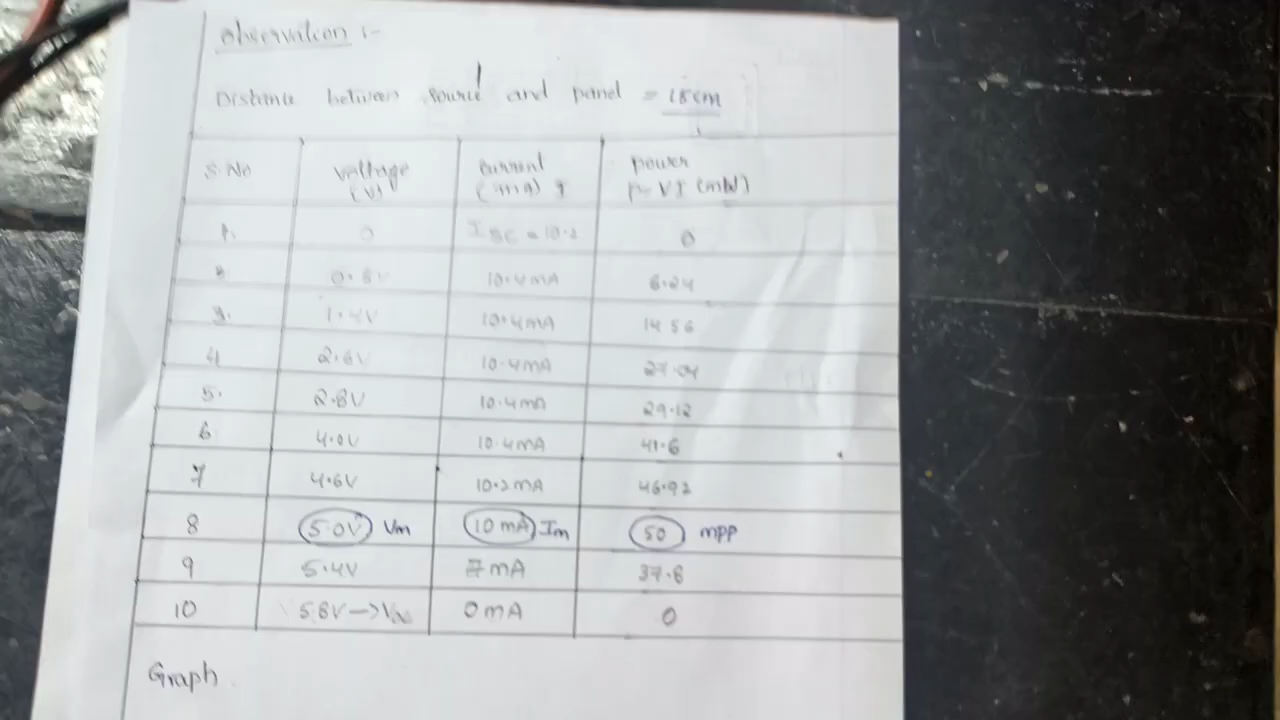 Observation :-
Distance between source and panel = 15cm
S.No Voltage (V) current (mA) I power P=VI (mW)
1. 0 ISC = 10.2 0
2 10.4mA 6.24
3. 1.4V 10.4mA 14.56
4 2.6V 10.4mA 27.04
5. 2.8V 10.4mA 29.12
6 4.0V 10.4mA 41.6
7 4.6V 10.2mA 46.92
8 5.0V Vm 10 mA Im 50 mpp
9 5.4V 7mA 37.8
10 5.8V → Voc 0mA 0
Graph.